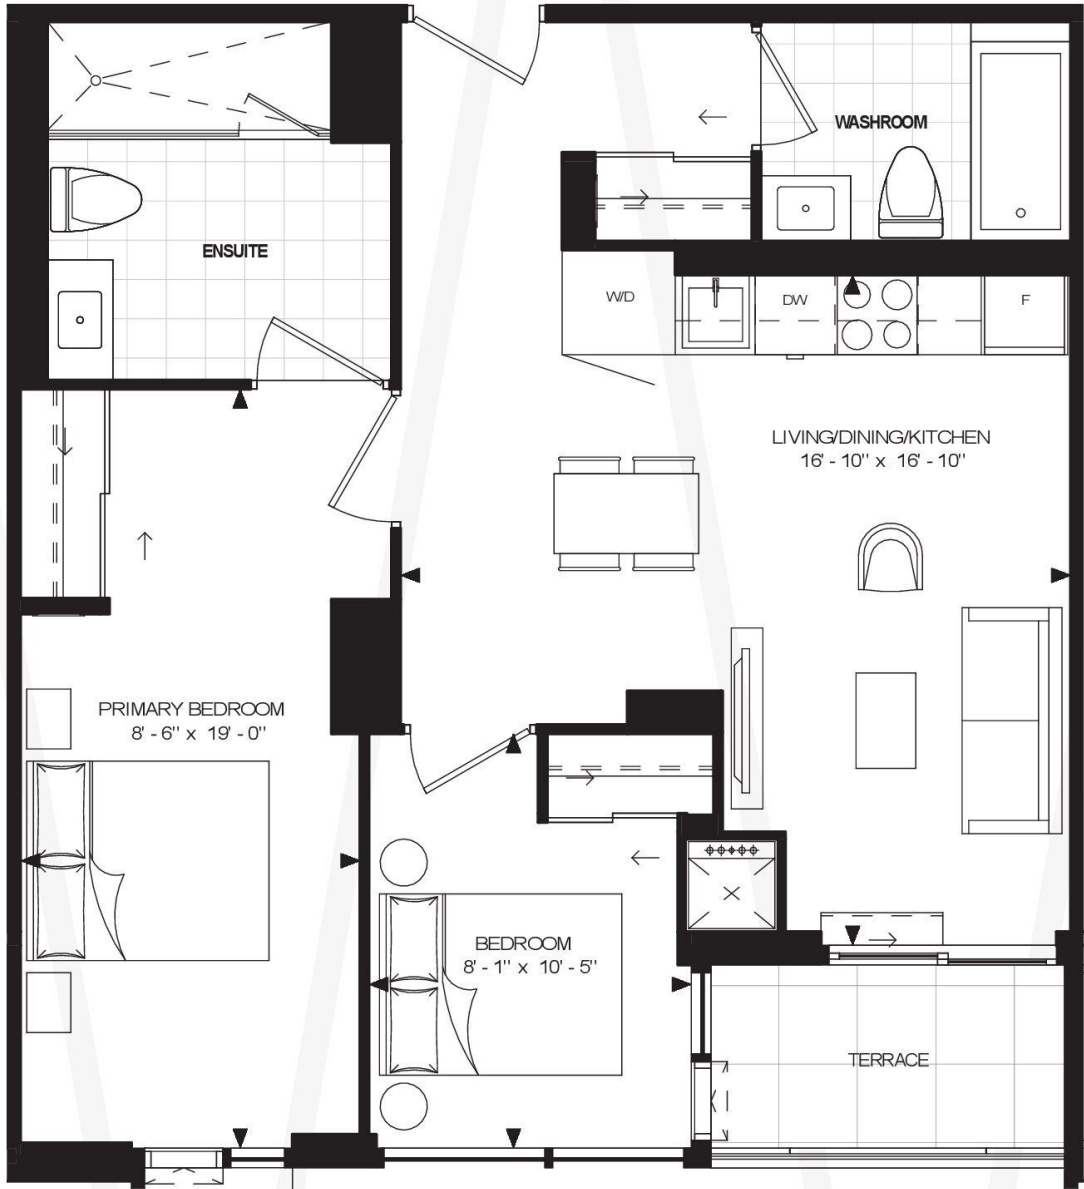 WASHROOM
ENSUITE
W/D
DW
F
LIVING/DINING/KITCHEN
16' - 10" x 16' - 10"
PRIMARY BEDROOM
8' - 6" x 19' - 0"
BEDROOM
8' - 1" x 10' - 5"
TERRACE